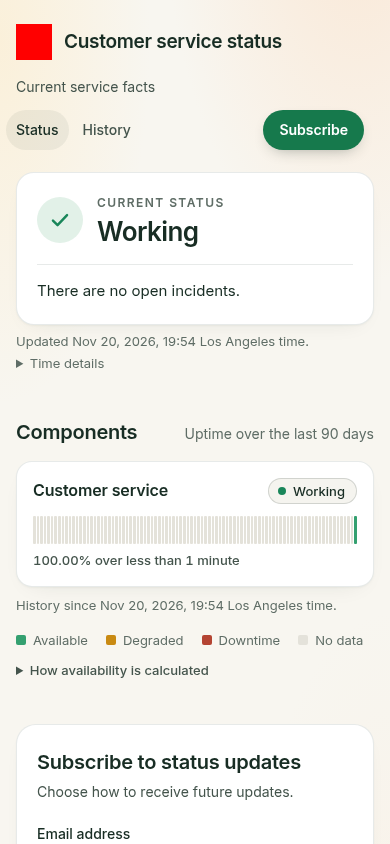 Customer service status
Current service facts
Status
History
Subscribe
CURRENT STATUS
Working
There are no open incidents.
Updated Nov 20, 2026, 19:54 Los Angeles time.
Time details
Components
Uptime over the last 90 days
Customer service
Working
100.00% over less than 1 minute
History since Nov 20, 2026, 19:54 Los Angeles time.
Available
Degraded
Downtime
No data
How availability is calculated
Subscribe to status updates
Choose how to receive future updates.
Email address